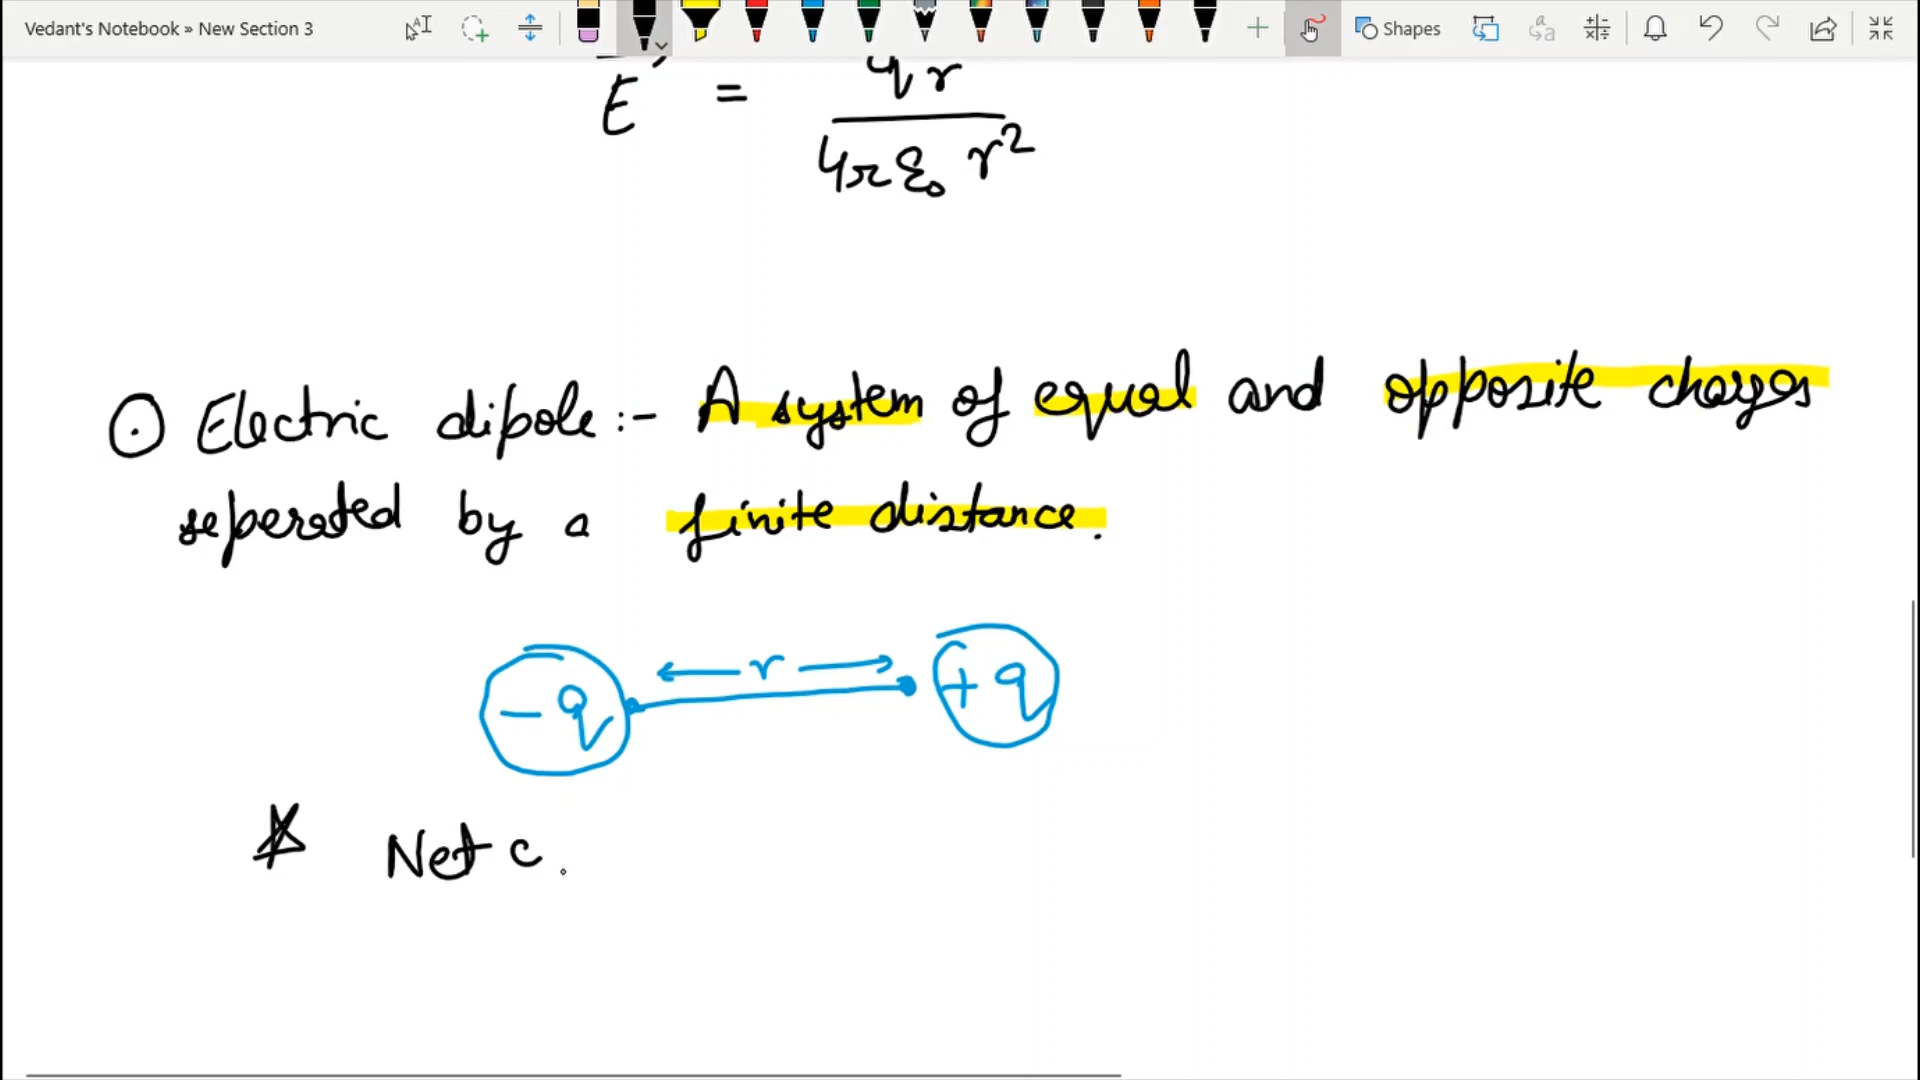 Vedant's Notebook » New Section 3
Shapes
E = qr
4πε₀ r²
⊙ Electric dipole :- A system of equal and opposite charges
seperated by a finite distance.
-q ← r → +q
☆ Net c